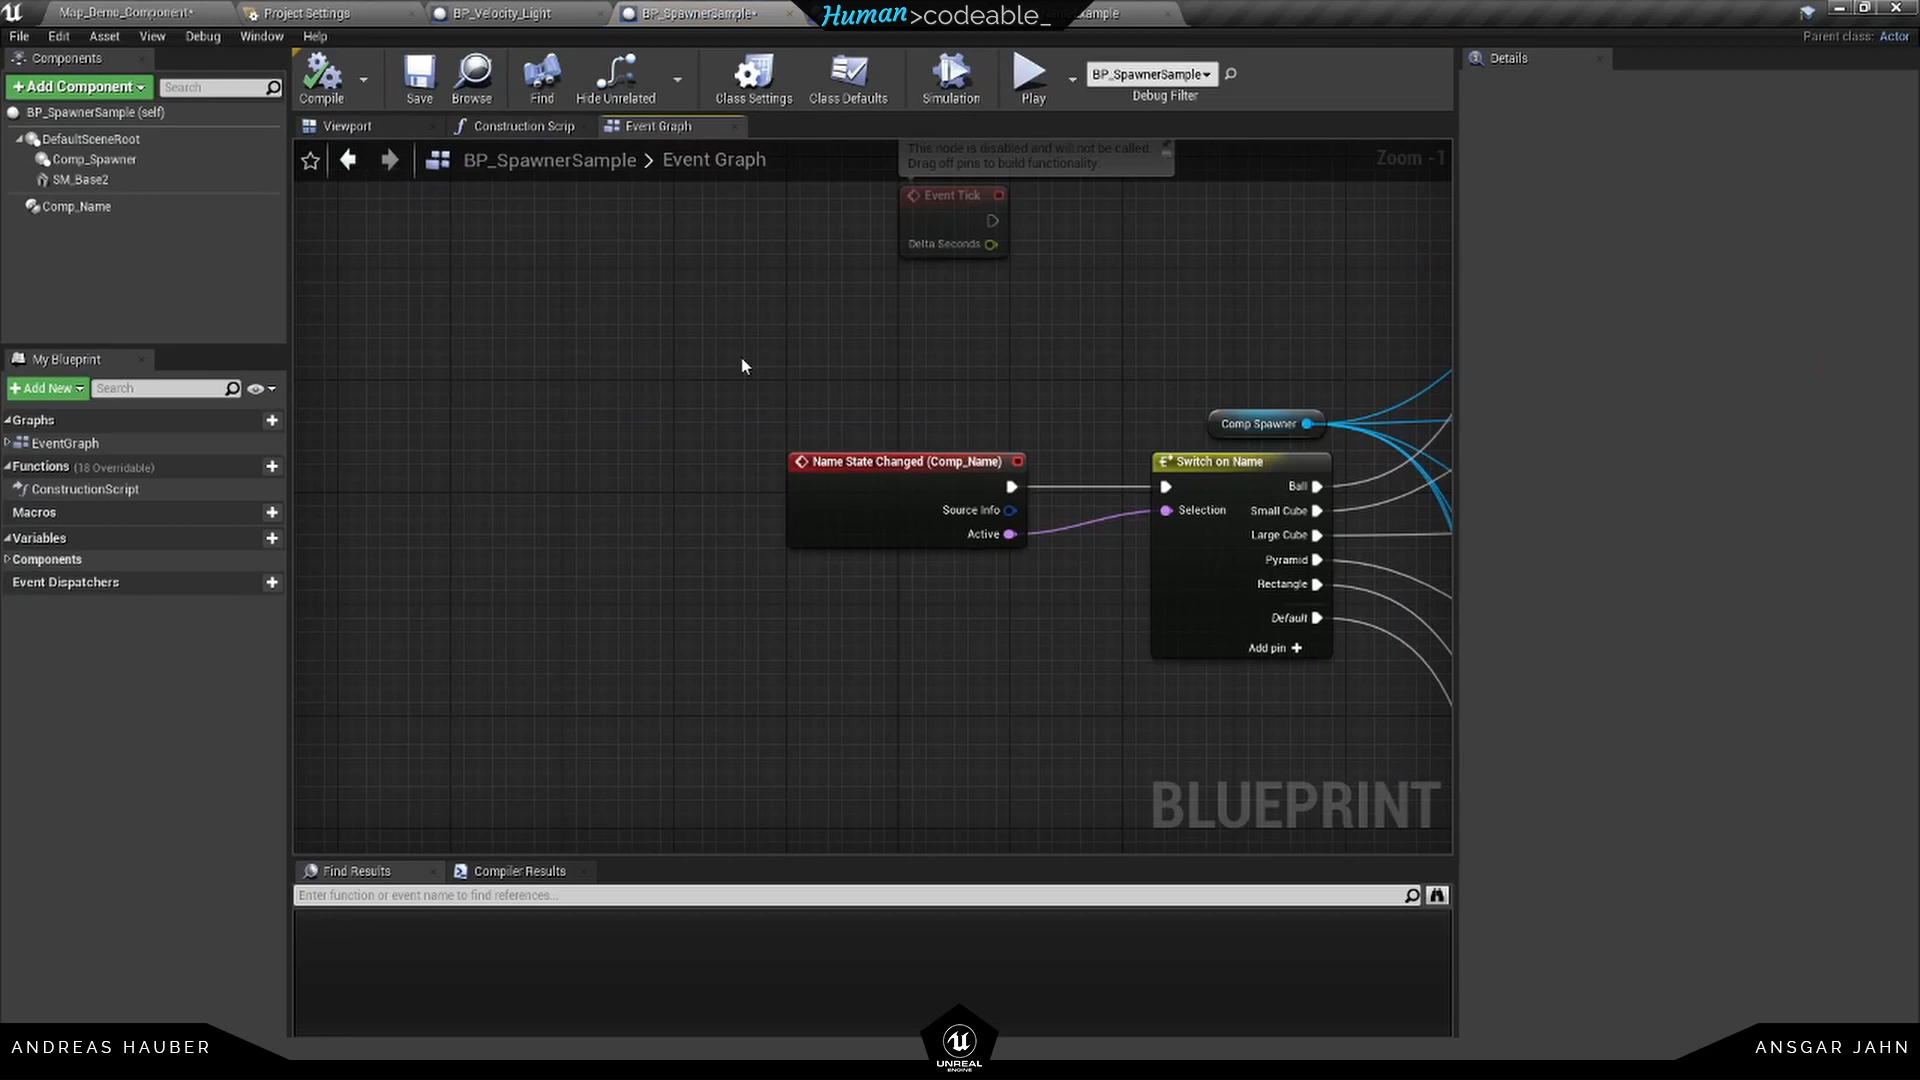 Map_Demo_Component*
Project Settings
BP_Velocity_Light
BP_SpawnerSample*
Human>codeable_
File
Edit
Asset
View
Debug
Window
Help
Parent class: Actor
Components
+ Add Component
Search
BP_SpawnerSample (self)
DefaultSceneRoot
Comp_Spawner
SM_Base2
Comp_Name
Compile
Save
Browse
Find
Hide Unrelated
Class Settings
Class Defaults
Simulation
Play
BP_SpawnerSample
Debug Filter
Details
Viewport
Construction Scrip
Event Graph
BP_SpawnerSample > Event Graph
Zoom -1
This node is disabled and will not be called.
Drag off pins to build functionality.
Event Tick
Delta Seconds
My Blueprint
+ Add New
Search
Graphs
EventGraph
Functions (18 Overridable)
ConstructionScript
Macros
Variables
Components
Event Dispatchers
Comp Spawner
Name State Changed (Comp_Name)
Source Info
Active
Switch on Name
Selection
Ball
Small Cube
Large Cube
Pyramid
Rectangle
Default
Add pin +
BLUEPRINT
Find Results
Compiler Results
Enter function or event name to find references...
ANDREAS HAUBER
UNREAL
ENGINE
ANSGAR JAHN